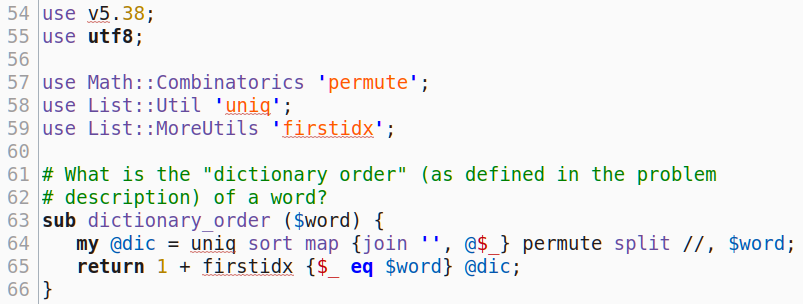 54 use v5.38;
55 use utf8;
56
57 use Math::Combinatorics 'permute';
58 use List::Util 'uniq';
59 use List::MoreUtils 'firstidx';
60
61 # What is the "dictionary order" (as defined in the problem
62 # description) of a word?
63 sub dictionary_order ($word) {
64    my @dic = uniq sort map {join '', @$_} permute split //, $word;
65    return 1 + firstidx {$_ eq $word} @dic;
66 }